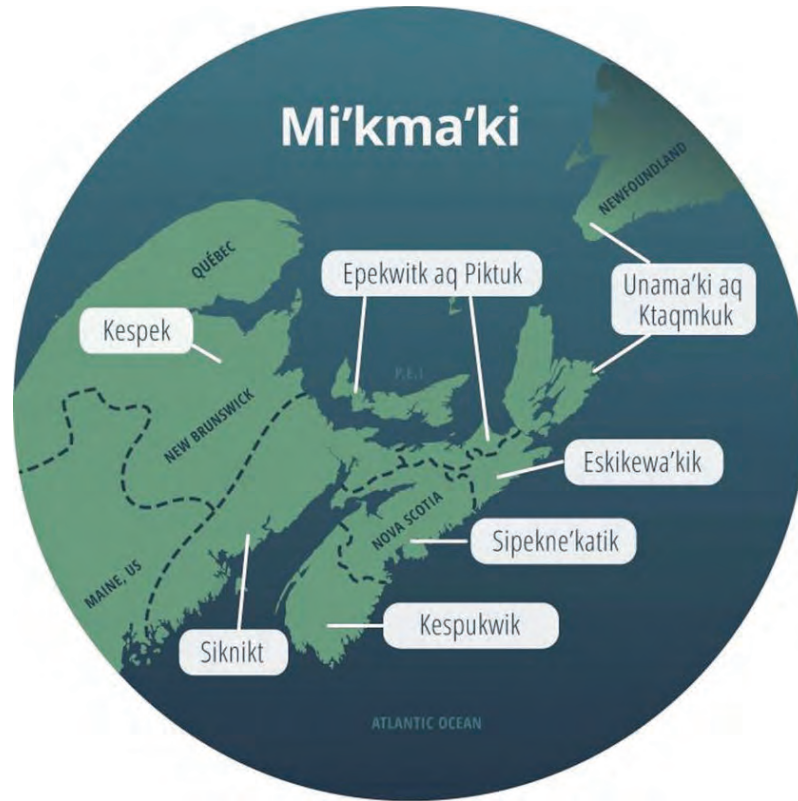 Mi'kma'ki
NEWFOUNDLAND
QUÉBEC
Epekwitk aq Piktuk
Unama'ki aq
Ktaqmkuk
Kespek
P.E.I
NEW BRUNSWICK
Eskikewa'kik
NOVA SCOTIA
Sipekne'katik
MAINE, US
Kespukwik
Siknikt
ATLANTIC OCEAN